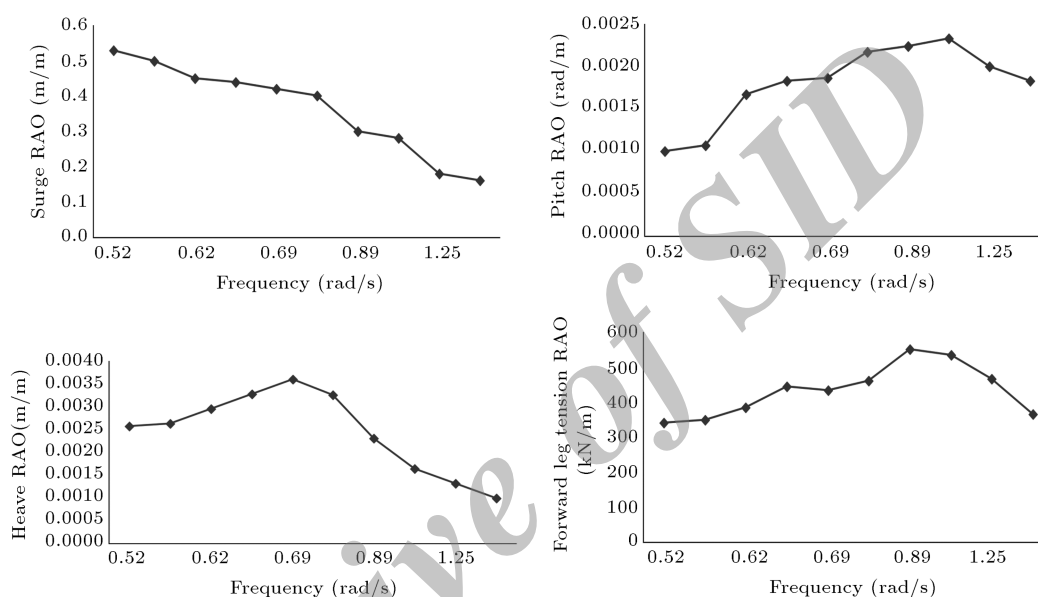 Surge RAO (m/m)
0.6
0.5
0.4
0.3
0.2
0.1
0.0
0.52 0.62 0.69 0.89 1.25
Frequency (rad/s)
Pitch RAO (rad/m)
0.0025
0.0020
0.0015
0.0010
0.0005
0.0000
0.52 0.62 0.69 0.89 1.25
Frequency (rad/s)
Heave RAO(m/m)
0.0040
0.0035
0.0030
0.0025
0.0020
0.0015
0.0010
0.0005
0.0000
0.52 0.62 0.69 0.89 1.25
Frequency (rad/s)
Forward leg tension RAO
(kN/m)
600
500
400
300
200
100
0
0.52 0.62 0.69 0.89 1.25
Frequency (rad/s)
ive of SID